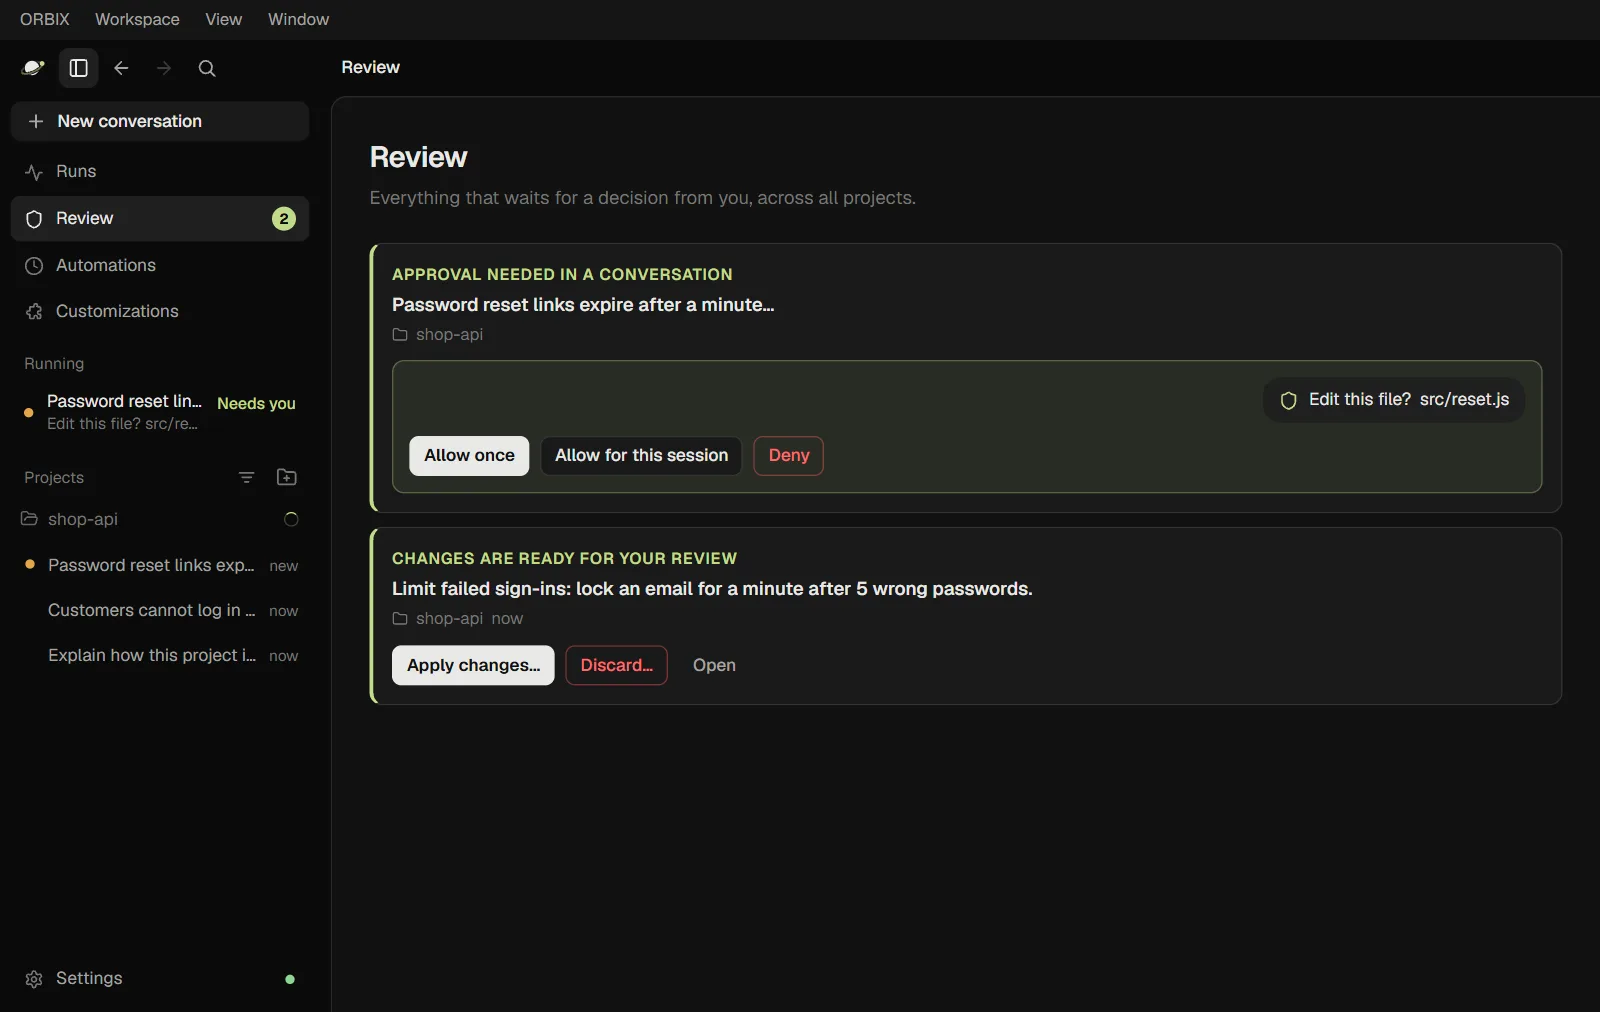 ORBIX Workspace View Window
Review
New conversation
Runs
Review 2
Automations
Customizations
Running
Password reset lin... Needs you
Edit this file? src/re...
Projects
shop-api
Password reset links exp... new
Customers cannot log in ... now
Explain how this project i... now
Settings
Review
Everything that waits for a decision from you, across all projects.
APPROVAL NEEDED IN A CONVERSATION
Password reset links expire after a minute...
shop-api
Edit this file? src/reset.js
Allow once Allow for this session Deny
CHANGES ARE READY FOR YOUR REVIEW
Limit failed sign-ins: lock an email for a minute after 5 wrong passwords.
shop-api now
Apply changes... Discard... Open